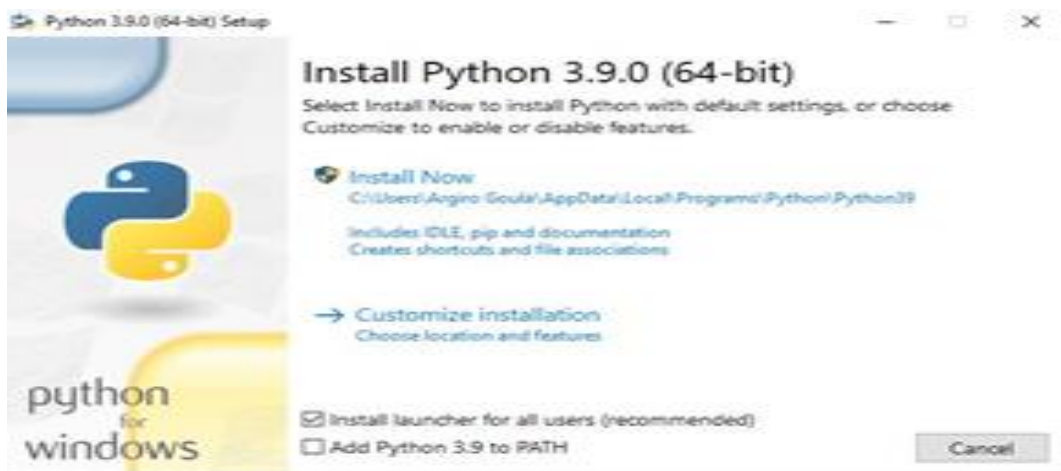 Python 3.9.0 (64-bit) Setup
Install Python 3.9.0 (64-bit)
Select Install Now to install Python with default settings, or choose
Customize to enable or disable features.
Install Now
C:\Users\Argiro Goula\AppData\Local\Programs\Python\Python39
Includes IDLE, pip and documentation
Creates shortcuts and file associations
Customize installation
Choose location and features
python
for
windows
Install launcher for all users (recommended)
Add Python 3.9 to PATH
Cancel